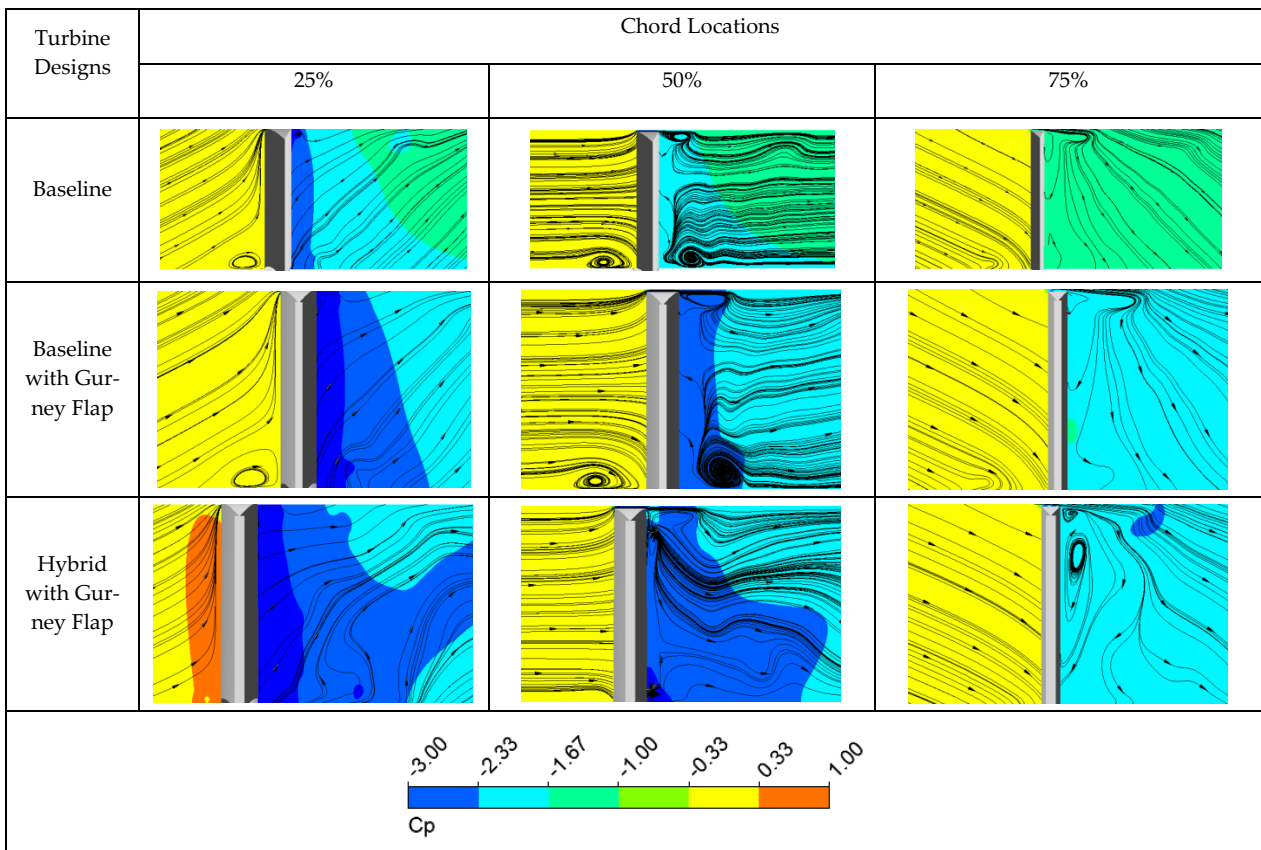 Turbine
Designs
Chord Locations
25%
50%
75%
Baseline
Baseline
with Gur-
ney Flap
Hybrid
with Gur-
ney Flap
-3.00
-2.33
-1.67
-1.00
-0.33
0.33
1.00
Cp